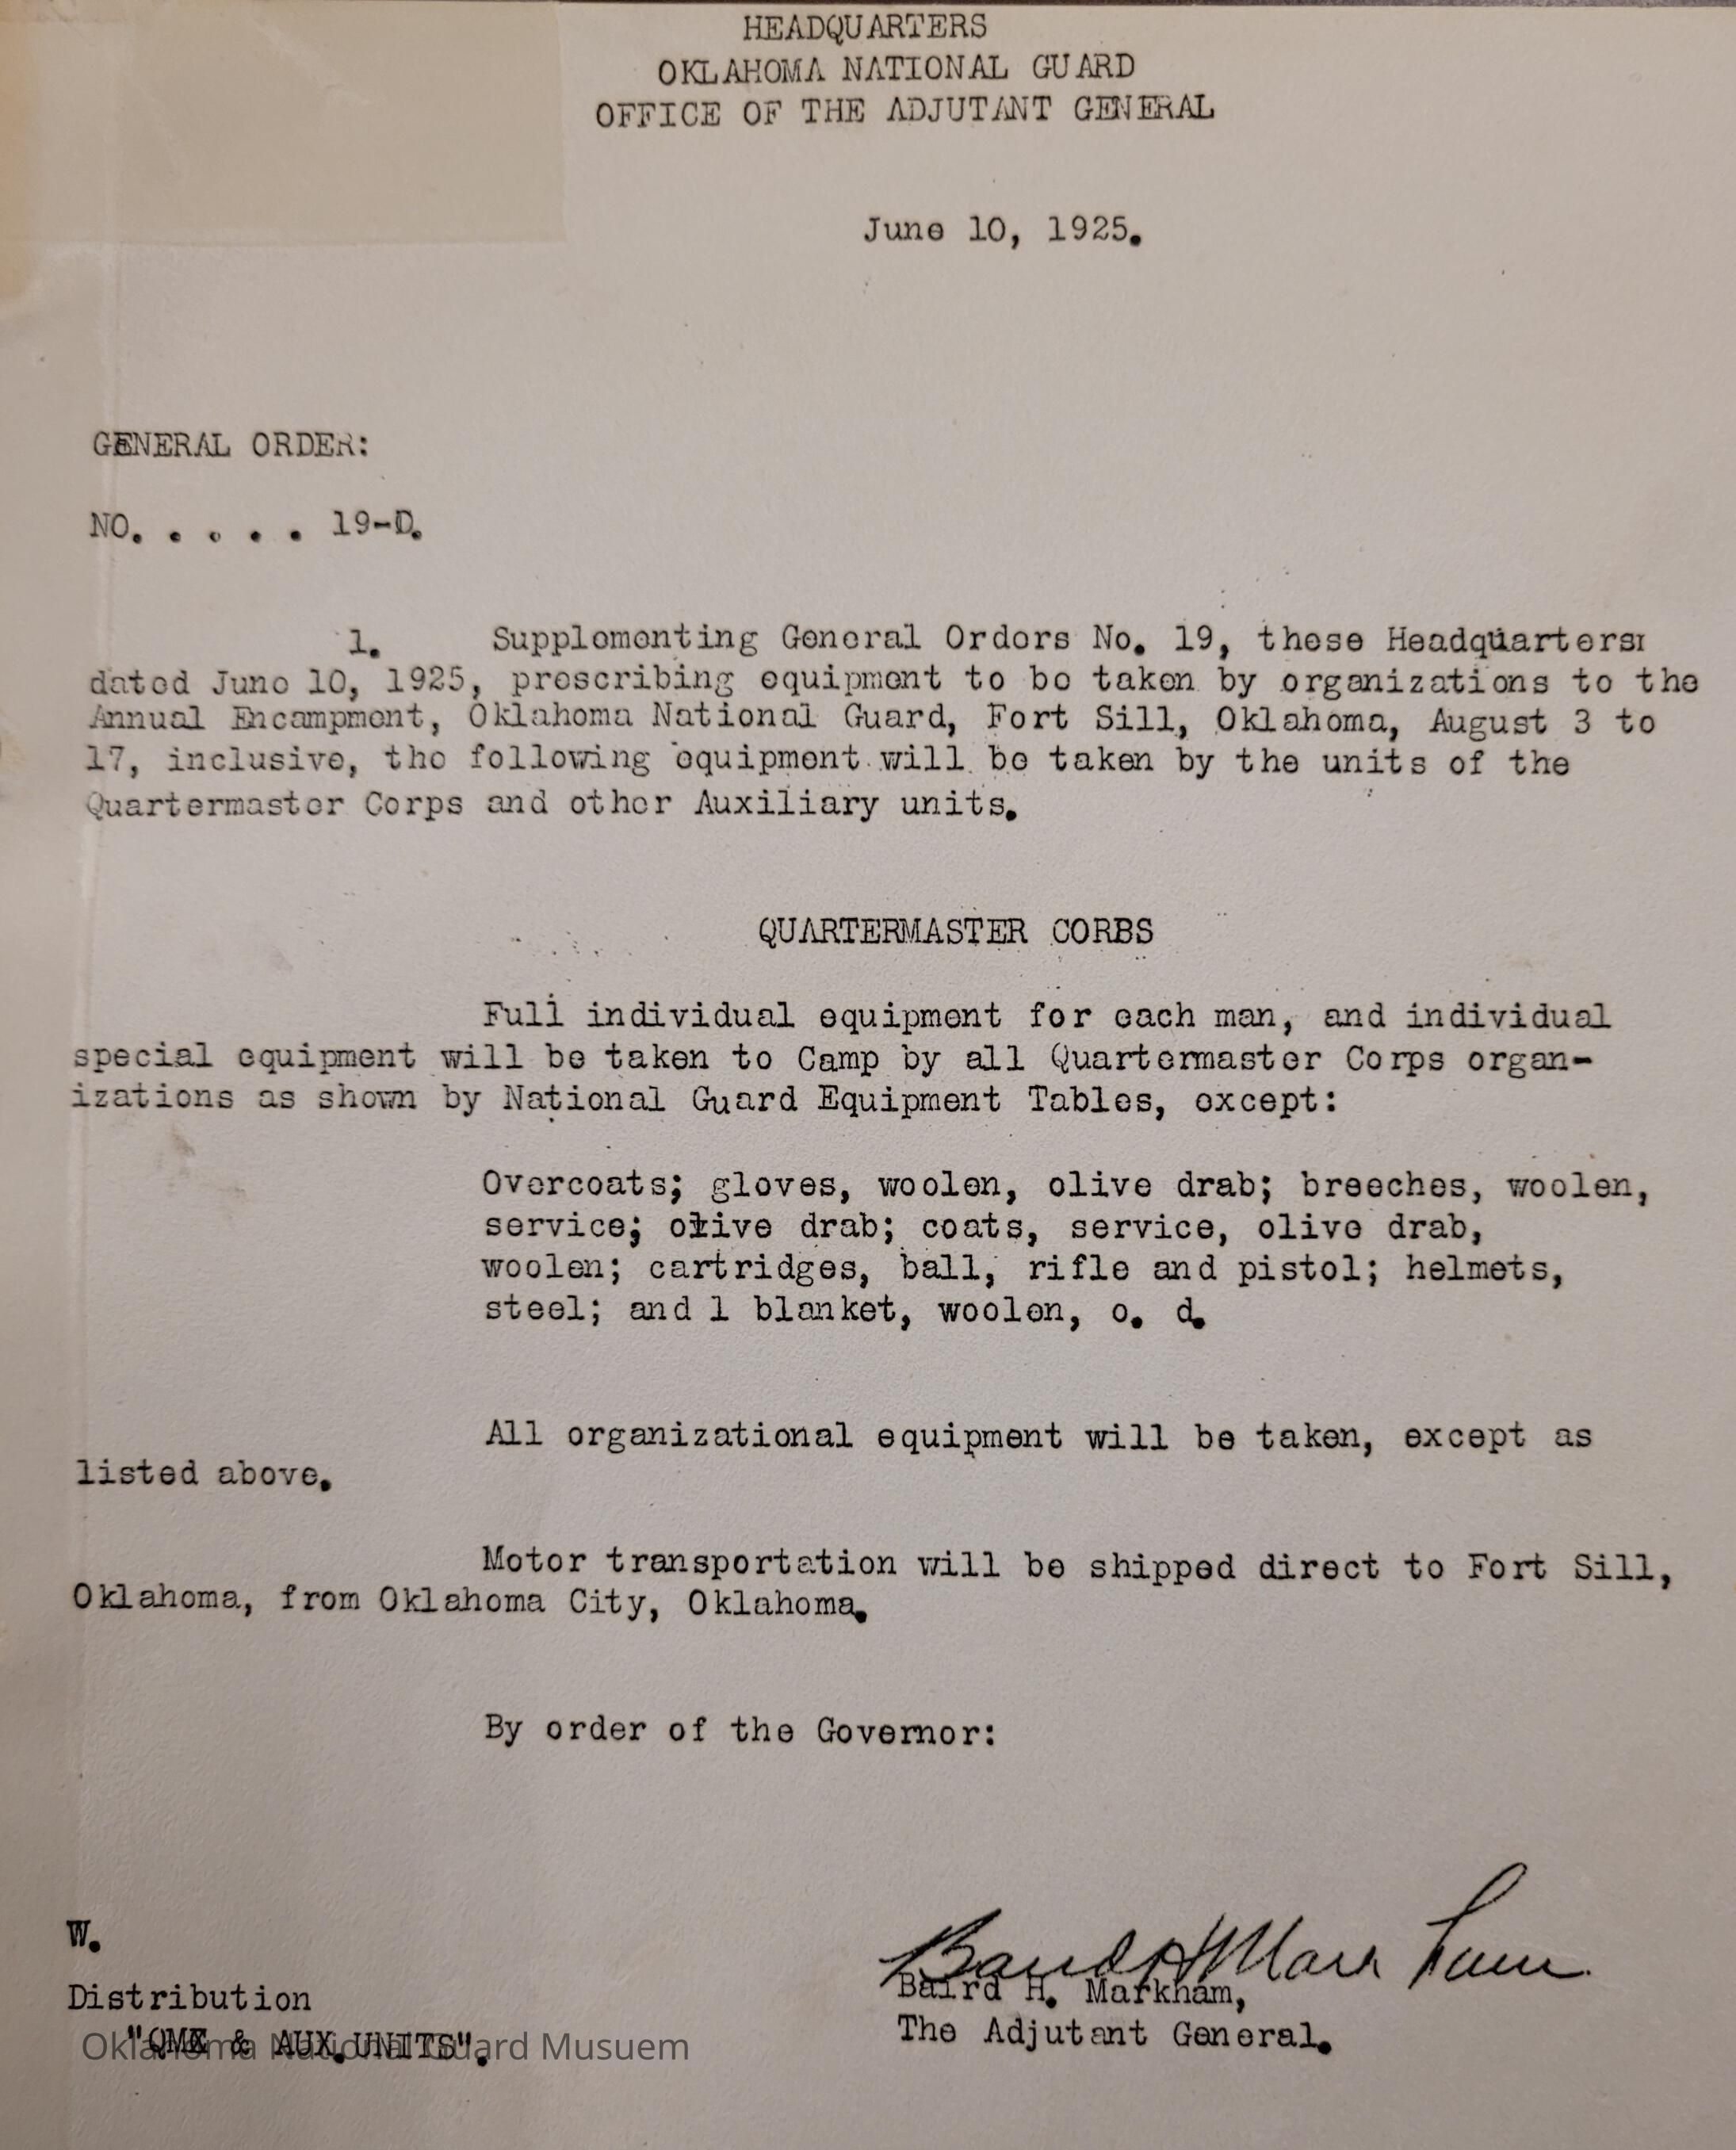 HEADQUARTERS
OKLAHOMA NATIONAL GUARD
OFFICE OF THE ADJUTANT GENERAL
June 10, 1925.
GENERAL ORDER:
NO. . . . . 19-D.
1. Supplementing General Orders No. 19, these Headquarters
dated June 10, 1925, prescribing equipment to be taken by organizations to the
Annual Encampment, Oklahoma National Guard, Fort Sill, Oklahoma, August 3 to
17, inclusive, the following equipment will be taken by the units of the
Quartermaster Corps and other Auxiliary units.
QUARTERMASTER CORBS
Full individual equipment for each man, and individual
special equipment will be taken to Camp by all Quartermaster Corps organ-
izations as shown by National Guard Equipment Tables, except:
Overcoats; gloves, woolen, olive drab; breeches, woolen,
service; olive drab; coats, service, olive drab,
woolen; cartridges, ball, rifle and pistol; helmets,
steel; and 1 blanket, woolen, o. d.
All organizational equipment will be taken, except as
listed above.
Motor transportation will be shipped direct to Fort Sill,
Oklahoma, from Oklahoma City, Oklahoma.
By order of the Governor:
Baird H Markham
W.
Baird H. Markham,
Distribution
The Adjutant General.
"QMC & AUX. UNITS".
Oklahoma National Guard Musuem